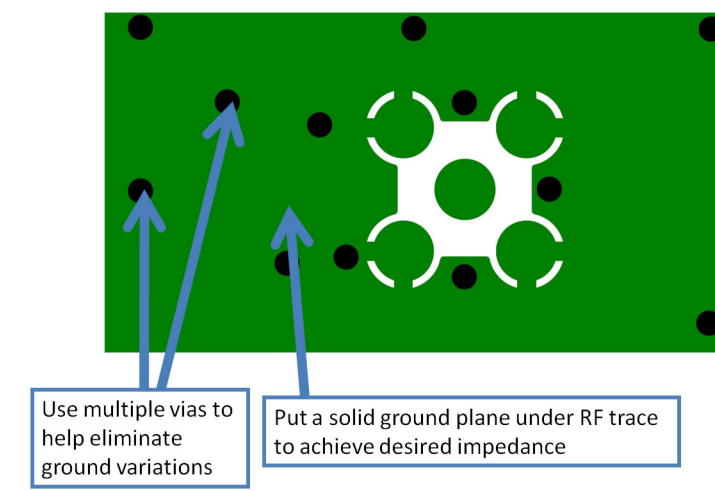 Use multiple vias to
help eliminate
ground variations
Put a solid ground plane under RF trace
to achieve desired impedance